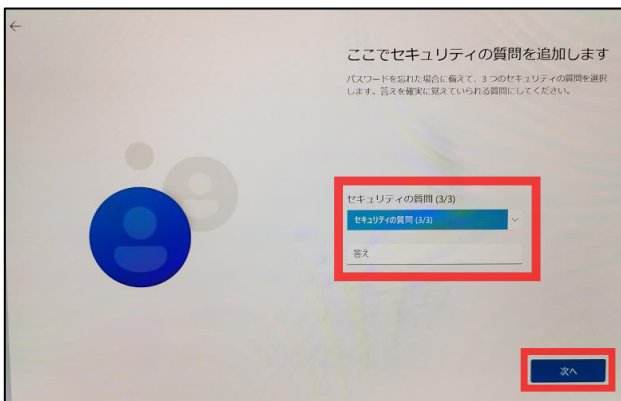 ここでセキュリティの質問を追加します
パスワードを忘れた場合に備えて、3 つのセキュリティの質問を選択
します。答えを確実に覚えていられる質問にしてください。
セキュリティの質問 (3/3)
セキュリティの質問 (3/3)
答え
次へ